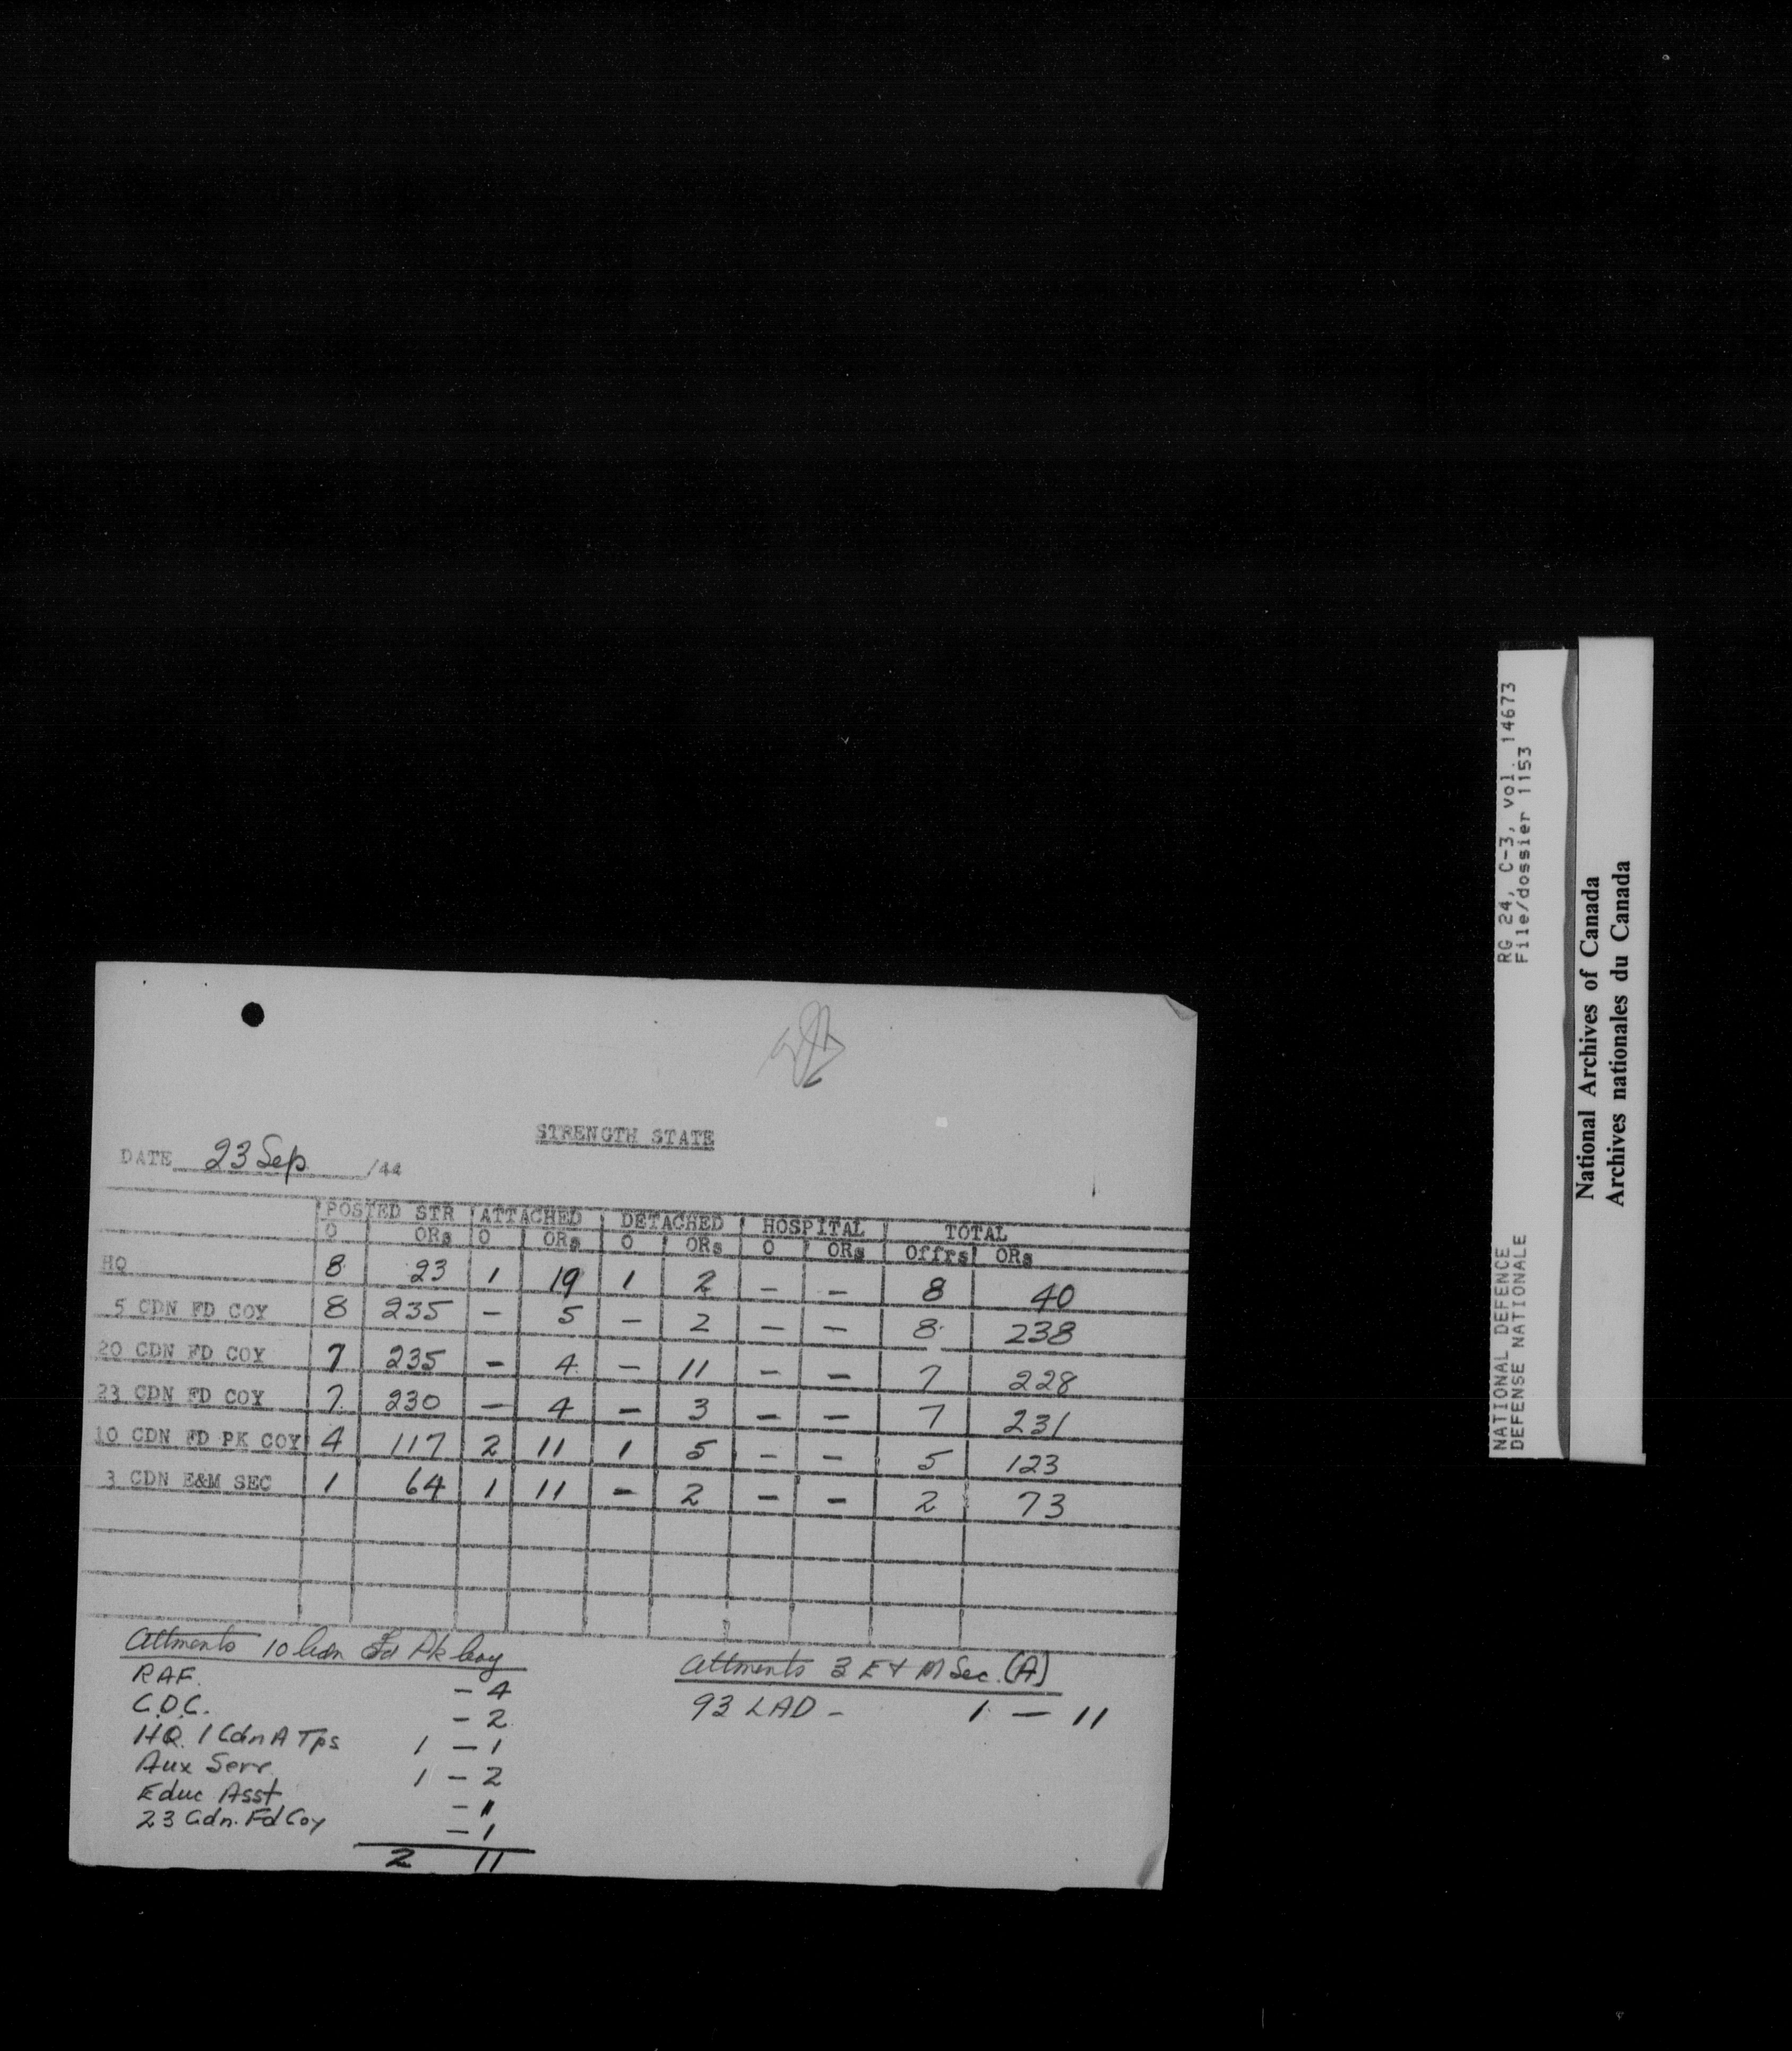 STRENGTH STATE
DATE 23 Sep /44
POSTED STR ATTACHED DETACHED HOSPITAL TOTAL
O ORs O ORs O ORs O ORs Offrs ORs
HQ 8 23 1 19 1 2 — — 8 40
5 CDN FD COY 8 235 — 5 — 2 — — 8 238
20 CDN FD COY 7 235 — 4 — 11 — — 7 228
23 CDN FD COY 7 230 — 4 — 3 — — 7 231
10 CDN FD PK COY 4 117 2 11 1 5 — — 5 123
3 CDN E&M SEC 1 64 1 11 — 2 — — 2 73
Attments 10 Cdn Fd Pk Coy
RAF. — 4
C.D.C. — 2
HQ. 1 Cdn A Tps 1 — 1
Aux Serv. 1 — 2
Educ Asst — 1
23 Cdn. Fd Coy — 1
2 11
Attments 3 E & M Sec. (A)
93 LAD — 1 — 11
RG 24, C-3, vol. 14673
File/dossier 1153
NATIONAL DEFENCE
DEFENSE NATIONALE
National Archives of Canada
Archives nationales du Canada